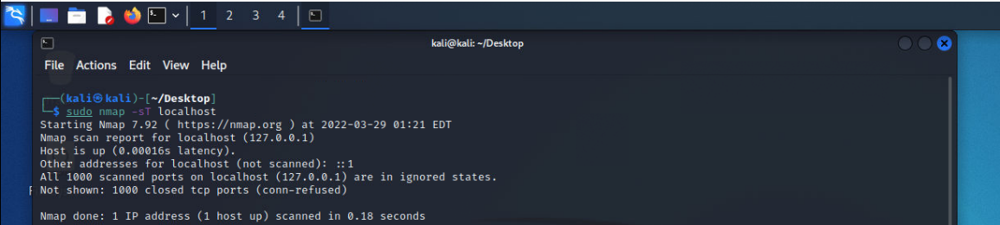 1 2 3 4
kali@kali: ~/Desktop
File Actions Edit View Help
┌──(kali㉿kali)-[~/Desktop]
└─$ sudo nmap -sT localhost
Starting Nmap 7.92 ( https://nmap.org ) at 2022-03-29 01:21 EDT
Nmap scan report for localhost (127.0.0.1)
Host is up (0.00016s latency).
Other addresses for localhost (not scanned): ::1
All 1000 scanned ports on localhost (127.0.0.1) are in ignored states.
Not shown: 1000 closed tcp ports (conn-refused)
Nmap done: 1 IP address (1 host up) scanned in 0.18 seconds